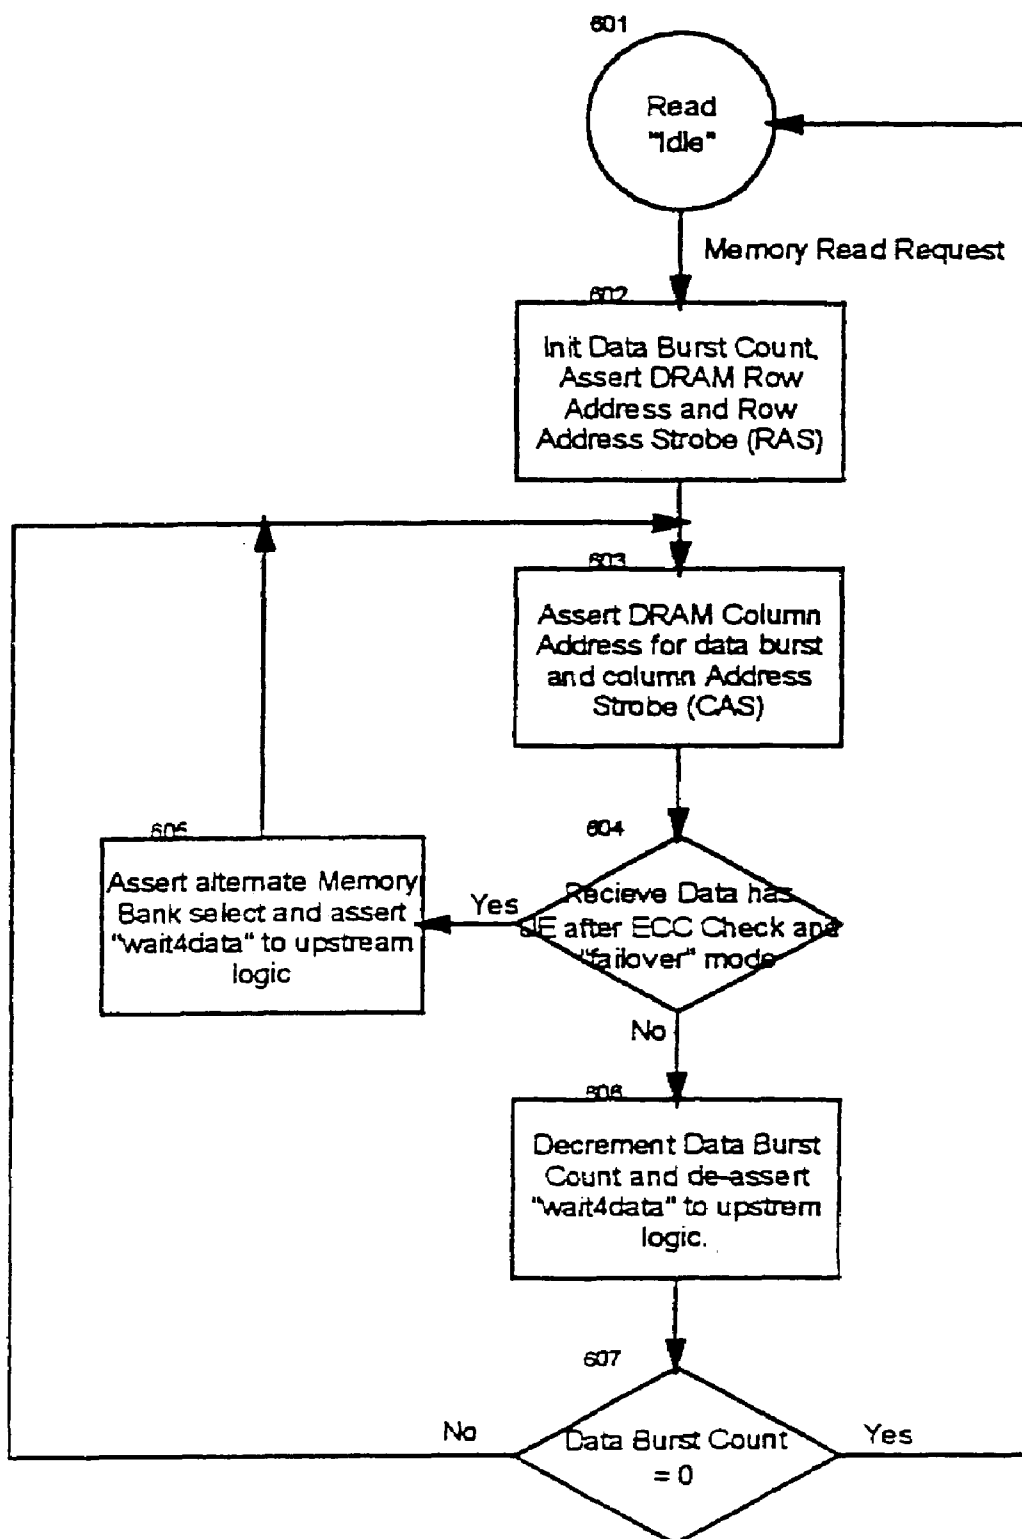 601
Read
"Idle"
Memory Read Request
602
Init Data Burst Count,
Assert DRAM Row
Address and Row
Address Strobe (RAS)
603
Assert DRAM Column
Address for data burst
and column Address
Strobe (CAS)
604
Recieve Data has
UE after ECC Check and
"failover" mode
Yes
605
Assert alternate Memory
Bank select and assert
"wait4data" to upstream
logic
No
606
Decrement Data Burst
Count and de-assert
"wait4data" to upstrem
logic.
607
Data Burst Count
= 0
No
Yes